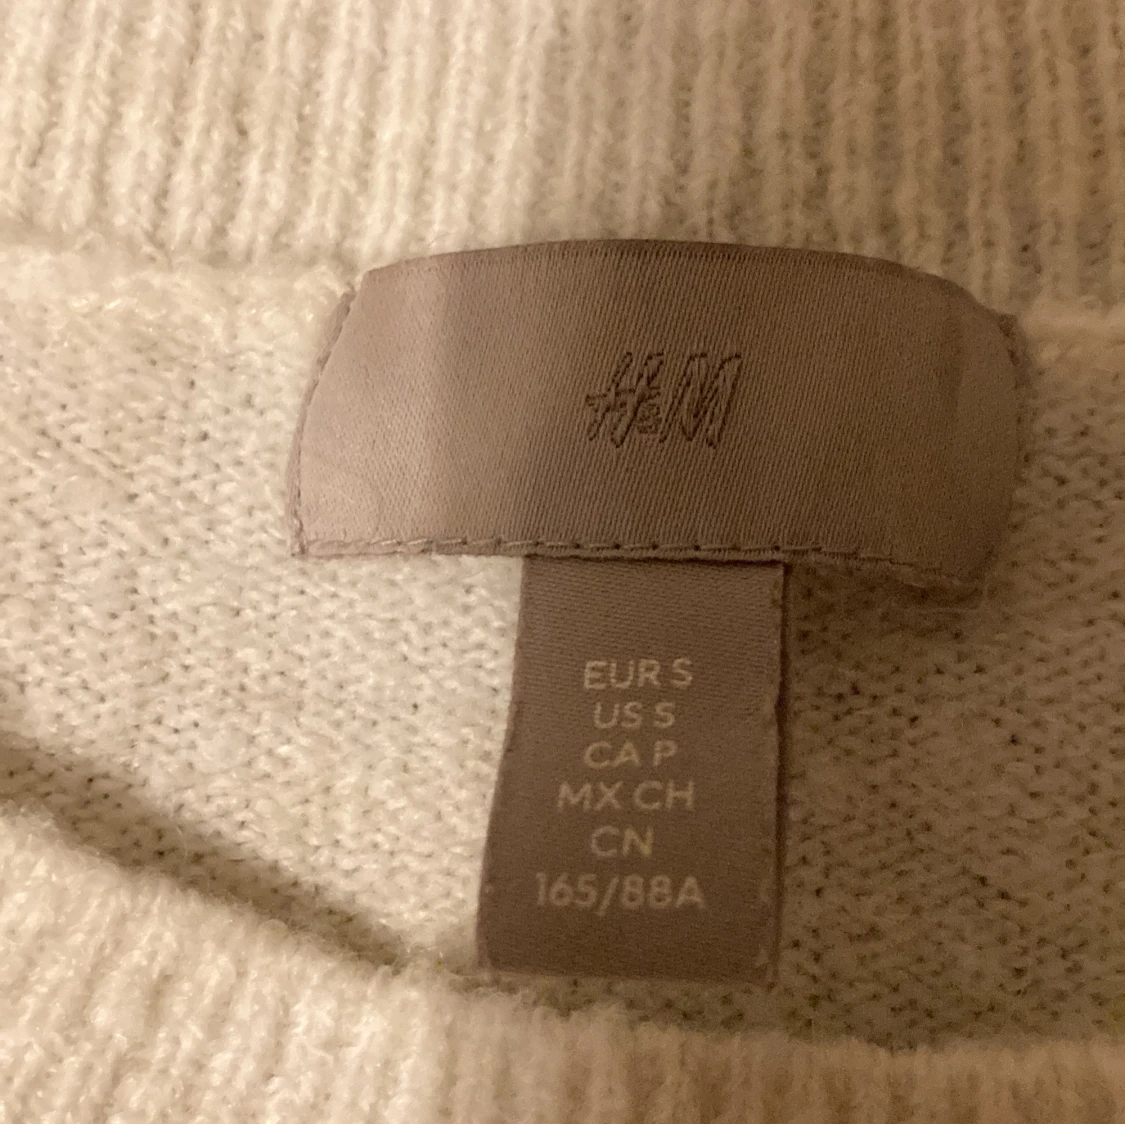 H&M
EUR S
US S
CA P
MX CH
CN
165/88A